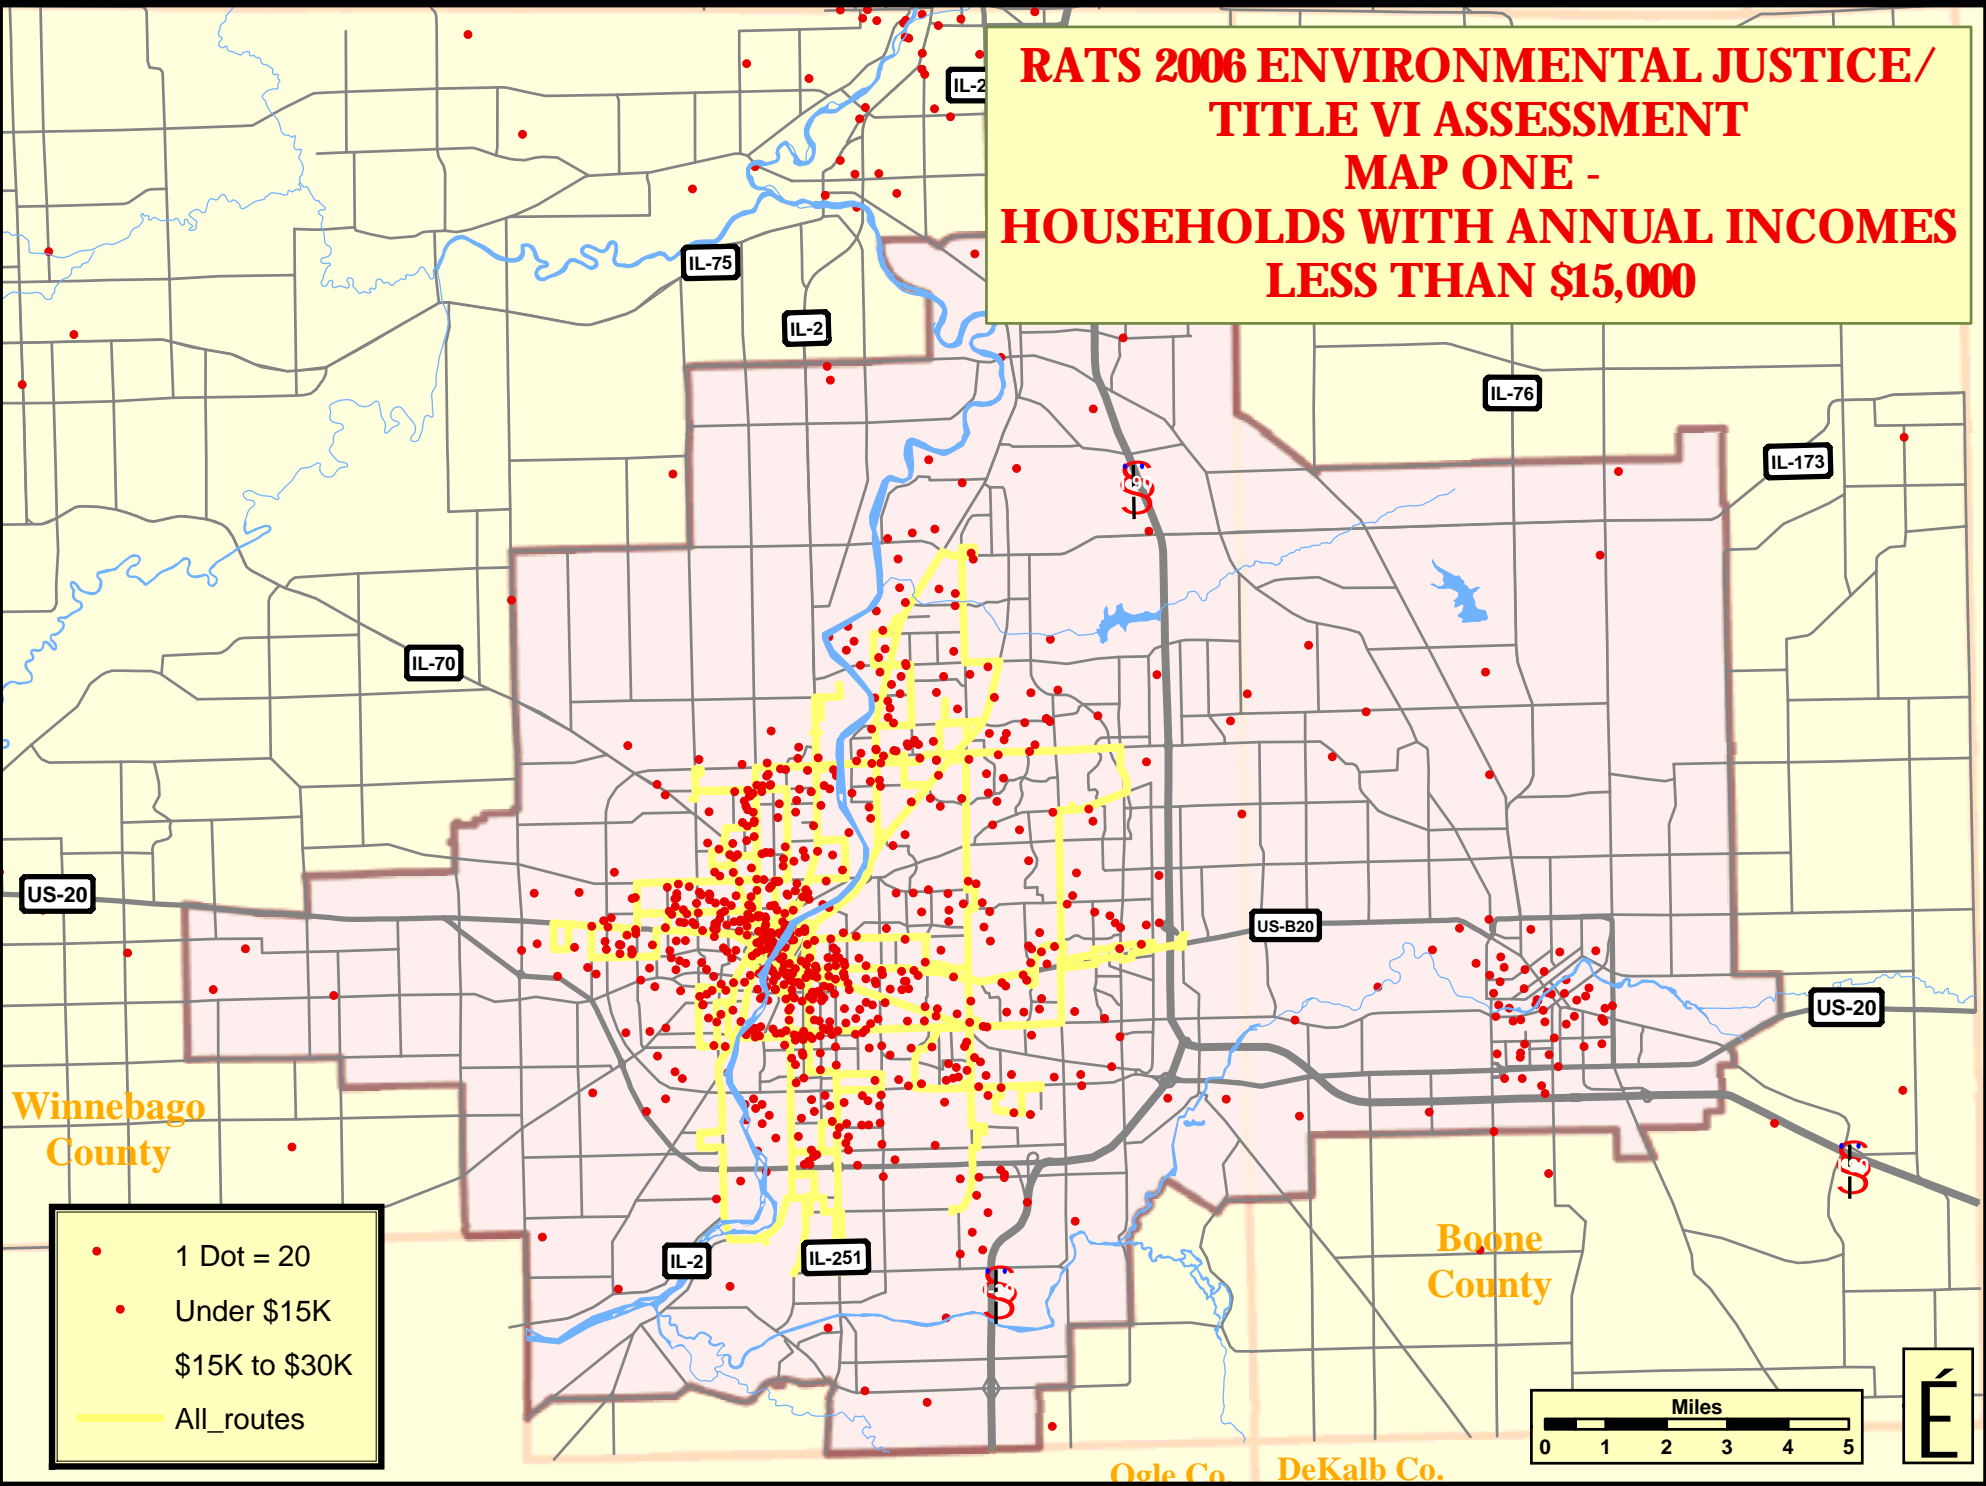 RATS 2006 ENVIRONMENTAL JUSTICE/
TITLE VI ASSESSMENT
MAP ONE -
HOUSEHOLDS WITH ANNUAL INCOMES
LESS THAN $15,000
IL-2
IL-75
IL-2
IL-76
IL-173
IL-70
US-20
US-B20
US-20
Winnebago
County
IL-2
IL-251
Boone
County
1 Dot = 20
Under $15K
$15K to $30K
All_routes
Miles
0 1 2 3 4 5
É
Ogle Co.
DeKalb Co.